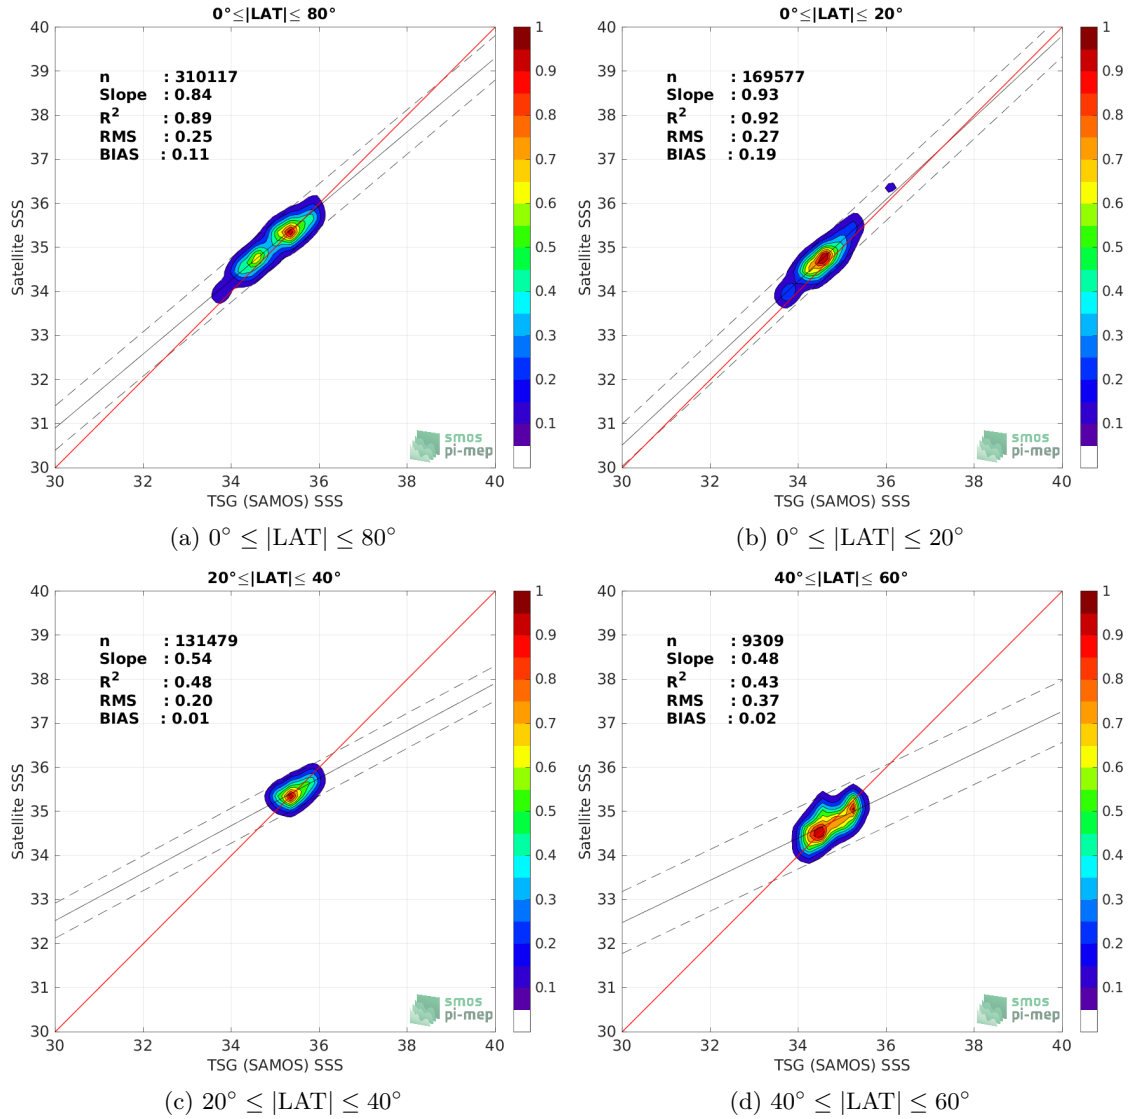 0°≤|LAT|≤ 80°
40
39
38
37
36
35
34
33
32
31
30
Satellite SSS
n : 310117
Slope : 0.84
R² : 0.89
RMS : 0.25
BIAS : 0.11
smos
pi-mep
30 32 34 36 38 40
TSG (SAMOS) SSS
1
0.9
0.8
0.7
0.6
0.5
0.4
0.3
0.2
0.1
(a) 0° ≤ |LAT| ≤ 80°
0°≤|LAT|≤ 20°
40
39
38
37
36
35
34
33
32
31
30
Satellite SSS
n : 169577
Slope : 0.93
R² : 0.92
RMS : 0.27
BIAS : 0.19
smos
pi-mep
30 32 34 36 38 40
TSG (SAMOS) SSS
1
0.9
0.8
0.7
0.6
0.5
0.4
0.3
0.2
0.1
(b) 0° ≤ |LAT| ≤ 20°
20°≤|LAT|≤ 40°
40
39
38
37
36
35
34
33
32
31
30
Satellite SSS
n : 131479
Slope : 0.54
R² : 0.48
RMS : 0.20
BIAS : 0.01
smos
pi-mep
30 32 34 36 38 40
TSG (SAMOS) SSS
1
0.9
0.8
0.7
0.6
0.5
0.4
0.3
0.2
0.1
(c) 20° ≤ |LAT| ≤ 40°
40°≤|LAT|≤ 60°
40
39
38
37
36
35
34
33
32
31
30
Satellite SSS
n : 9309
Slope : 0.48
R² : 0.43
RMS : 0.37
BIAS : 0.02
smos
pi-mep
30 32 34 36 38 40
TSG (SAMOS) SSS
1
0.9
0.8
0.7
0.6
0.5
0.4
0.3
0.2
0.1
(d) 40° ≤ |LAT| ≤ 60°